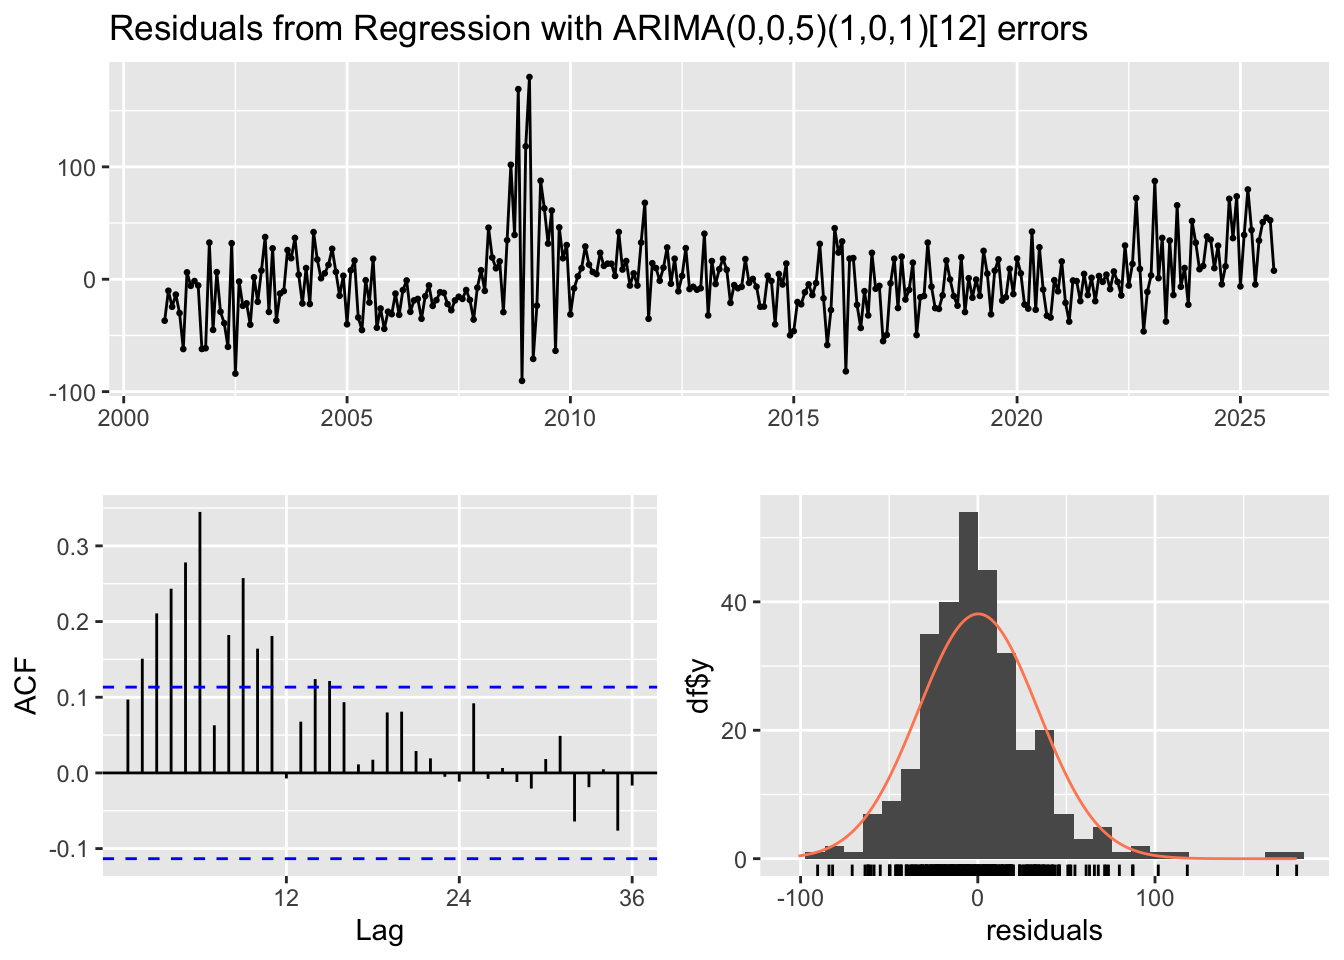 Residuals from Regression with ARIMA(0,0,5)(1,0,1)[12] errors
100
0
-100
2000 2005 2010 2015 2020 2025
ACF
0.3
0.2
0.1
0.0
-0.1
12 24 36
Lag
df$y
40
20
0
-100 0 100
residuals